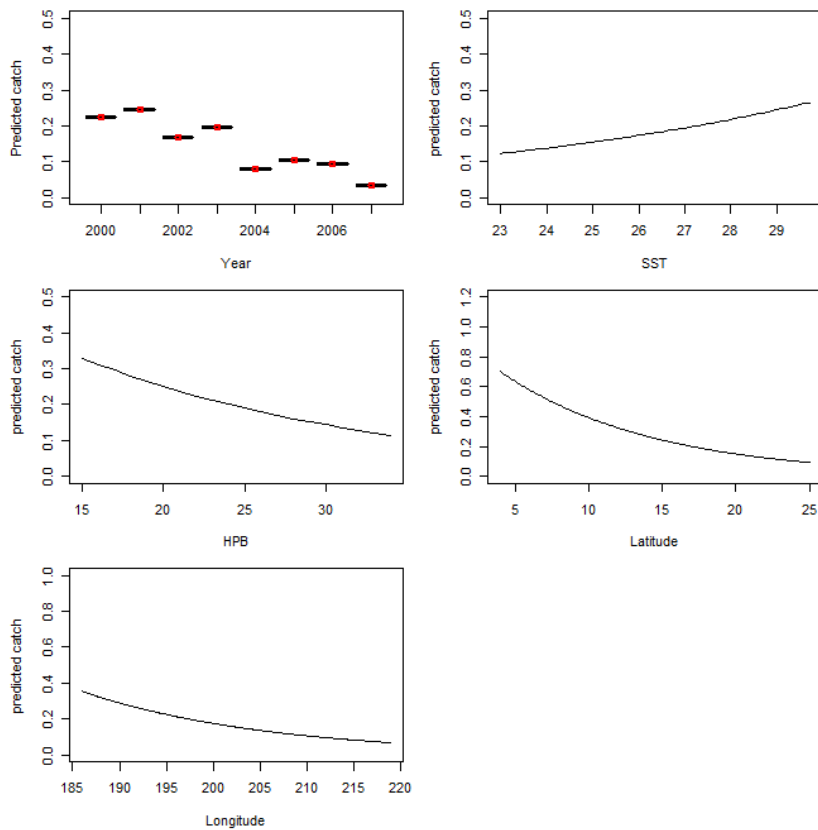 Predicted catch
0.0 0.1 0.2 0.3 0.4 0.5
2000 2002 2004 2006
Year
predicted catch
0.0 0.1 0.2 0.3 0.4 0.5
23 24 25 26 27 28 29
SST
predicted catch
0.0 0.1 0.2 0.3 0.4 0.5
15 20 25 30
HPB
predicted catch
0.0 0.2 0.4 0.6 0.8 1.0 1.2
5 10 15 20 25
Latitude
predicted catch
0.0 0.2 0.4 0.6 0.8 1.0
185 190 195 200 205 210 215 220
Longitude